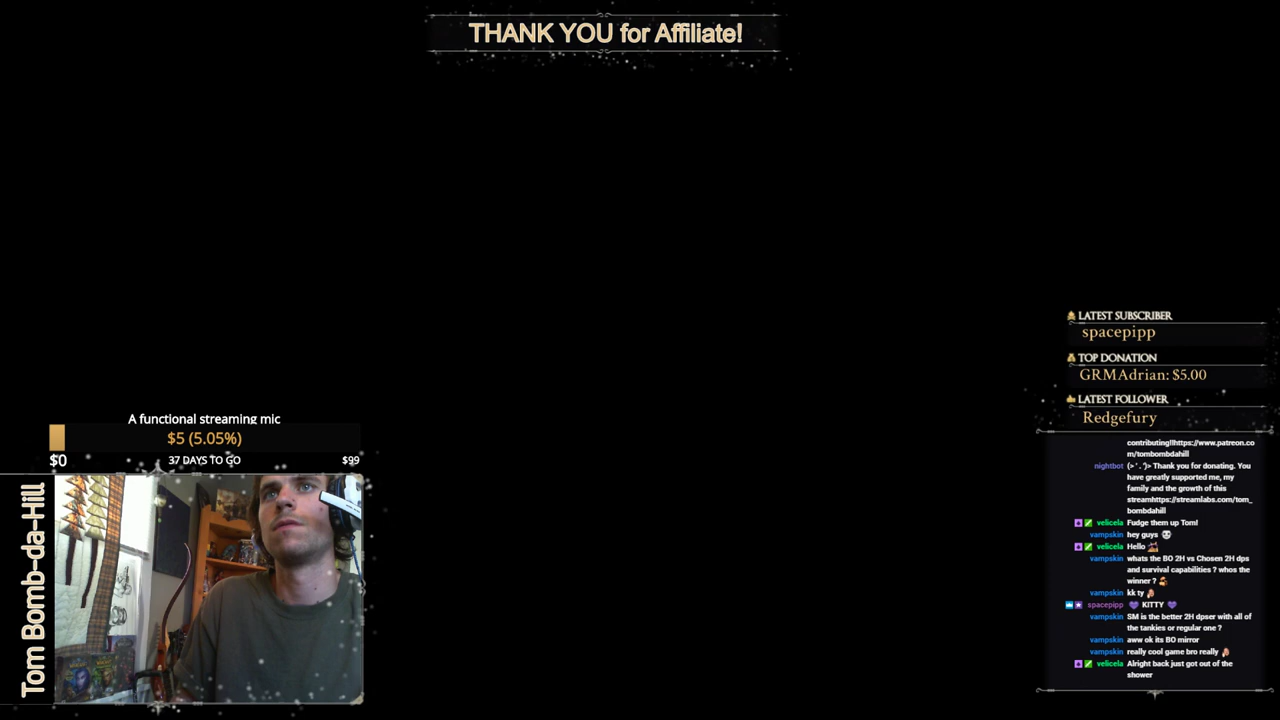 THANK YOU for Affiliate!
LATEST SUBSCRIBER
spacepipp
TOP DONATION
GRMAdrian: $5.00
LATEST FOLLOWER
Redgefury
A functional streaming mic
$5 (5.05%)
$0
37 DAYS TO GO
$99
Tom Bomb-da-Hill
contributing!!https://www.patreon.co
m/tombombdahill
nightbot (>'.')> Thank you for donating. You
have greatly supported me, my
family and the growth of this
streamhttps://streamlabs.com/tom_
bombdahill
velicela Fudge them up Tom!
vampskin hey guys
velicela Hello
vampskin whats the BO 2H vs Chosen 2H dps
and survival capabilities ? whos the
winner ?
vampskin kk ty
spacepipp KITTY
vampskin SM is the better 2H dpser with all of
the tankies or regular one ?
vampskin aww ok its BO mirror
vampskin really cool game bro really
velicela Alright back just got out of the
shower